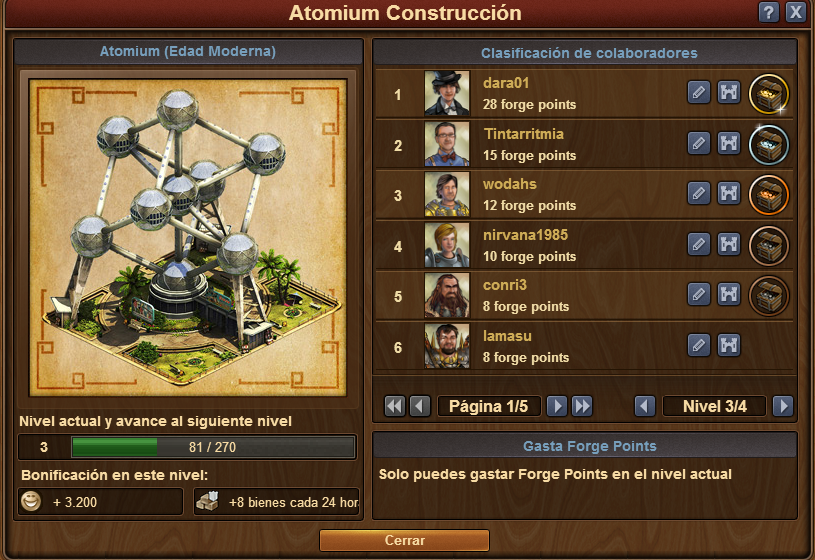 Atomium Construcción
? X
Atomium (Edad Moderna)
Nivel actual y avance al siguiente nivel
3 81 / 270
Bonificación en este nivel:
+ 3.200 +8 bienes cada 24 hor
Clasificación de colaboradores
1 dara01
28 forge points
2 Tintarritmia
15 forge points
3 wodahs
12 forge points
4 nirvana1985
10 forge points
5 conri3
8 forge points
6 lamasu
8 forge points
Página 1/5 Nivel 3/4
Gasta Forge Points
Solo puedes gastar Forge Points en el nivel actual
Cerrar